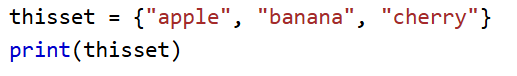 thisset = {"apple", "banana", "cherry"}
print(thisset)